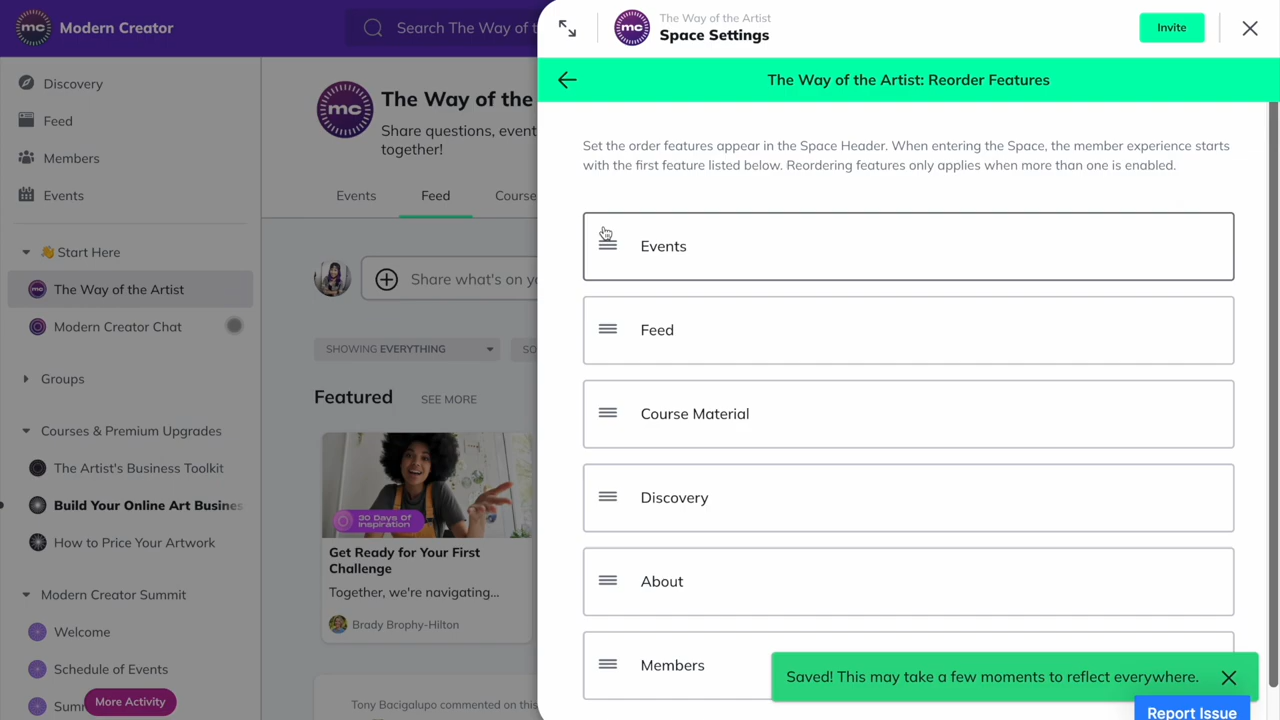 mc
Modern Creator
Search The Way of t
Discovery
Feed
Members
Events
👋 Start Here
The Way of the Artist
Modern Creator Chat
Groups
Courses & Premium Upgrades
The Artist's Business Toolkit
Build Your Online Art Busines
How to Price Your Artwork
Modern Creator Summit
Welcome
Schedule of Events
Sum
More Activity
mc
The Way of the
Share questions, event
together!
Events
Feed
Course
Share what's on yo
SHOWING EVERYTHING
SO
Featured
SEE MORE
30 Days Of
Inspiration
Get Ready for Your First
Challenge
Together, we're navigating...
Brady Brophy-Hilton
Tony Bacigalupo commented on this
mc
The Way of the Artist
Space Settings
Invite
The Way of the Artist: Reorder Features
Set the order features appear in the Space Header. When entering the Space, the member experience starts
with the first feature listed below. Reordering features only applies when more than one is enabled.
Events
Feed
Course Material
Discovery
About
Members
Saved! This may take a few moments to reflect everywhere.
Report Issue